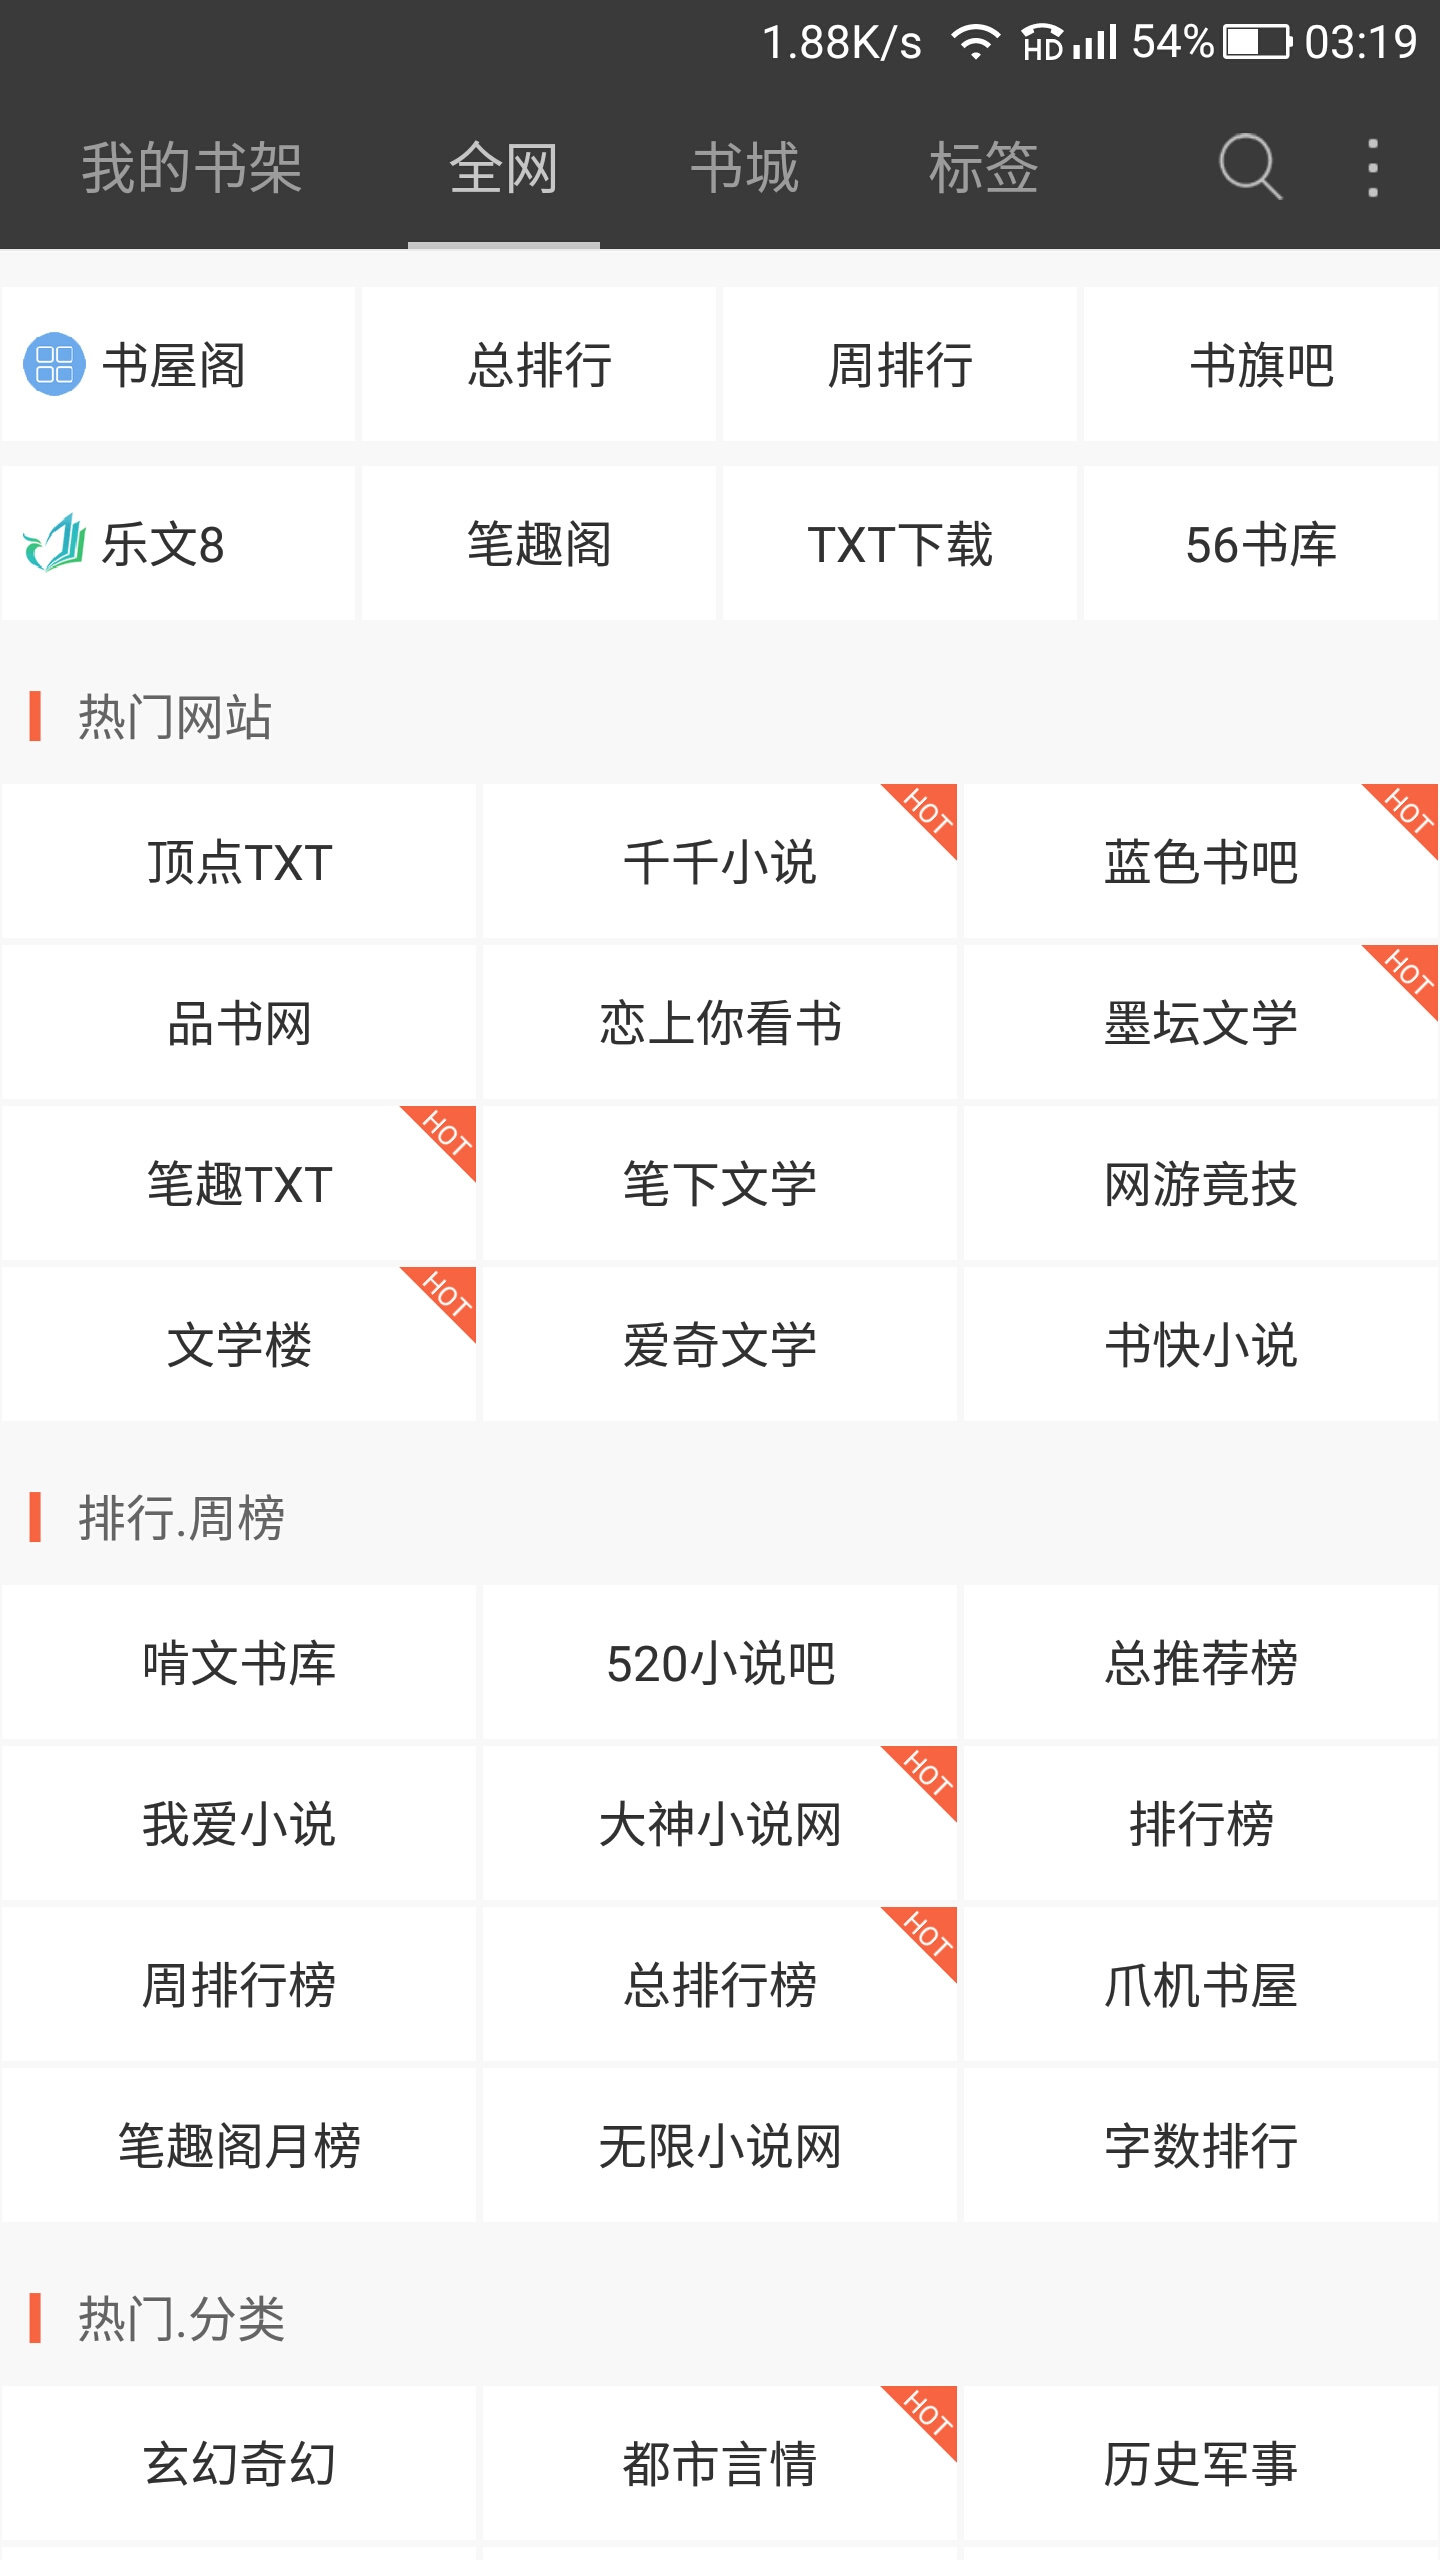 1.88K/s HD 54% 03:19
我的书架 全网 书城 标签
书屋阁 总排行 周排行 书旗吧
乐文8 笔趣阁 TXT下载 56书库
热门网站
顶点TXT 千千小说 HOT 蓝色书吧 HOT
品书网 恋上你看书 墨坛文学 HOT
笔趣TXT HOT 笔下文学 网游竟技
文学楼 HOT 爱奇文学 书快小说
排行.周榜
啃文书库 520小说吧 总推荐榜
我爱小说 大神小说网 HOT 排行榜
周排行榜 总排行榜 HOT 爪机书屋
笔趣阁月榜 无限小说网 字数排行
热门.分类
玄幻奇幻 都市言情 HOT 历史军事